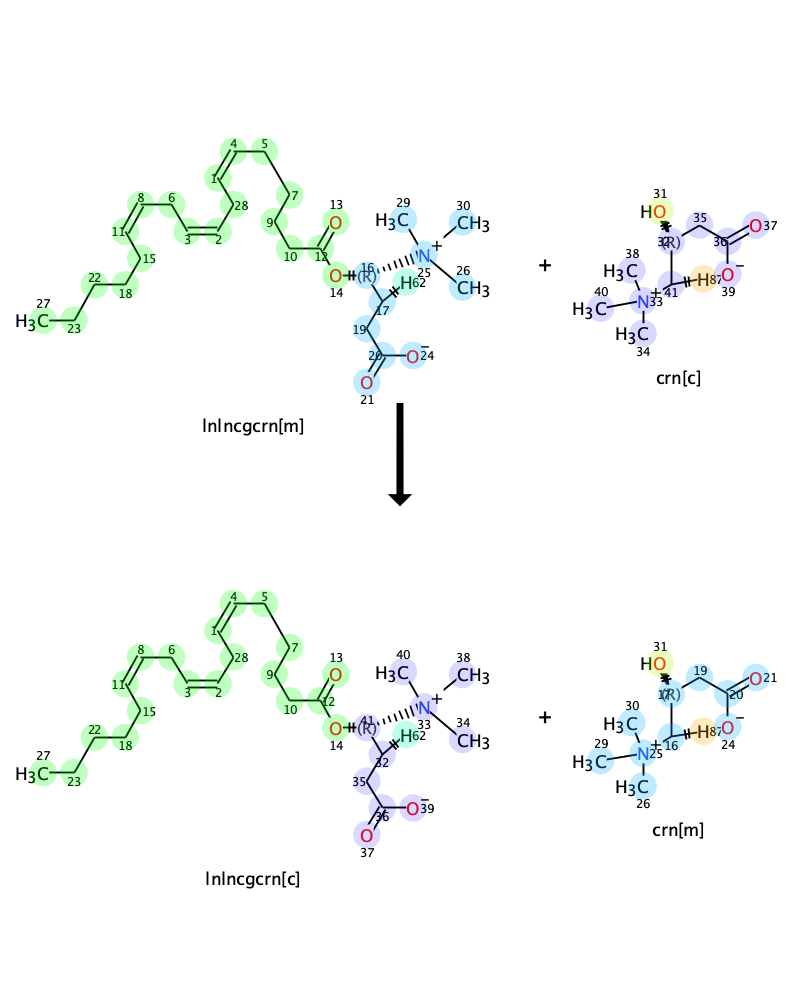 4 5
1
8 6 28 7
11 3 2 9 13
O
15 10 12
22 18 O 14
27 H3C 23
29 H3C
30 CH3
16 (R) N+ 25
H62 26 CH3
17
19
20 O− 24
O
21
lnlncgcrn[m]
+
31 HO
35
O 37
32 (R) 36
38 H3C
41 H87 O− 39
40 H3C N+ 33
H3C
34
crn[c]
4 5
1
8 6 28 7
11 3 2 9 13
O
15 10 12
22 18 O 14
27 H3C 23
40 H3C
38 CH3
41 (R) N+ 33
H62 34 CH3
32
35
36 O− 39
O
37
lnlncgcrn[c]
+
31 HO
19
O 21
17 (R) 20
30 H3C
16 H87 O− 24
29 H3C N+ 25
H3C
26
crn[m]